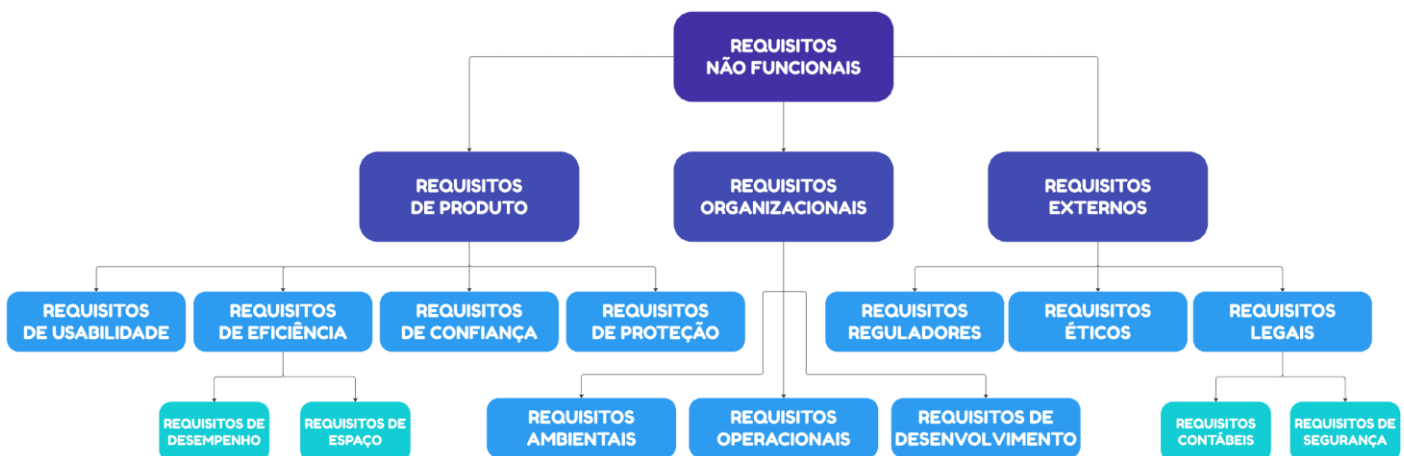 REQUISITOS
NÃO FUNCIONAIS
REQUISITOS
DE PRODUTO
REQUISITOS
ORGANIZACIONAIS
REQUISITOS
EXTERNOS
REQUISITOS
DE USABILIDADE
REQUISITOS
DE EFICIÊNCIA
REQUISITOS
DE CONFIANÇA
REQUISITOS
DE PROTEÇÃO
REQUISITOS
REGULADORES
REQUISITOS
ÉTICOS
REQUISITOS
LEGAIS
REQUISITOS DE
DESEMPENHO
REQUISITOS DE
ESPAÇO
REQUISITOS
AMBIENTAIS
REQUISITOS
OPERACIONAIS
REQUISITOS DE
DESENVOLVIMENTO
REQUISITOS
CONTÁBEIS
REQUISITOS DE
SEGURANÇA